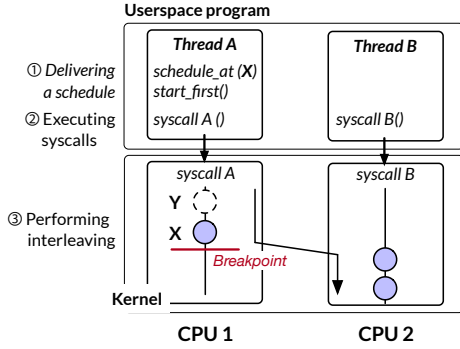 Userspace program
Thread A
Thread B
① Delivering
a schedule
schedule_at (X)
start_first()
② Executing
syscalls
syscall A ()
syscall B()
syscall A
syscall B
Y
③ Performing
interleaving
X
Breakpoint
Kernel
CPU 1
CPU 2